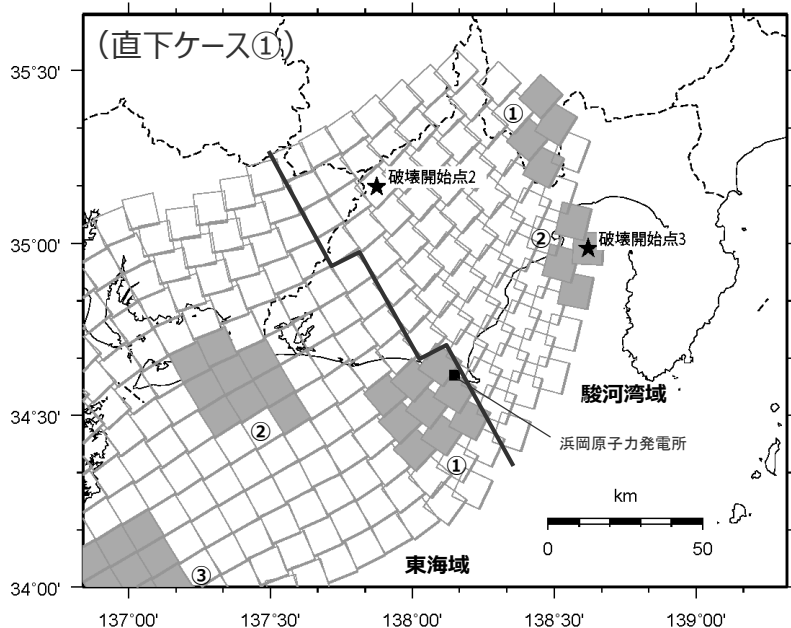 (直下ケース①)
35°30'
①
★破壊開始点2
35°00'
②
★破壊開始点3
34°30'
駿河湾域
②
浜岡原子力発電所
①
km
0 50
東海域
③
34°00'
137°00' 137°30' 138°00' 138°30' 139°00'